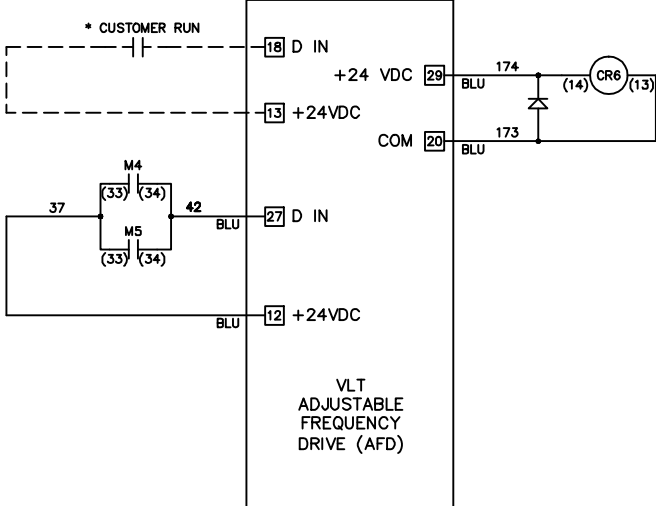 * CUSTOMER RUN
18 D IN
+24 VDC 29
174
BLU
(14) CR6 (13)
13 +24VDC
COM 20
173
BLU
M4
(33) (34)
37
42
BLU
27 D IN
M5
(33) (34)
BLU
12 +24VDC
VLT
ADJUSTABLE
FREQUENCY
DRIVE (AFD)